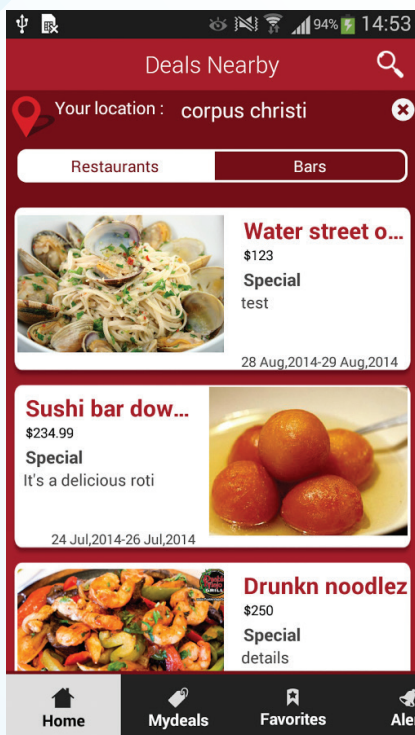 94% 14:53
Deals Nearby
Your location : corpus christi
Restaurants Bars
Water street o...
$123
Special
test
28 Aug,2014-29 Aug,2014
Sushi bar dow...
$234.99
Special
It's a delicious roti
24 Jul,2014-26 Jul,2014
Drunkn noodlez
$250
Special
details
Home Mydeals Favorites Ale